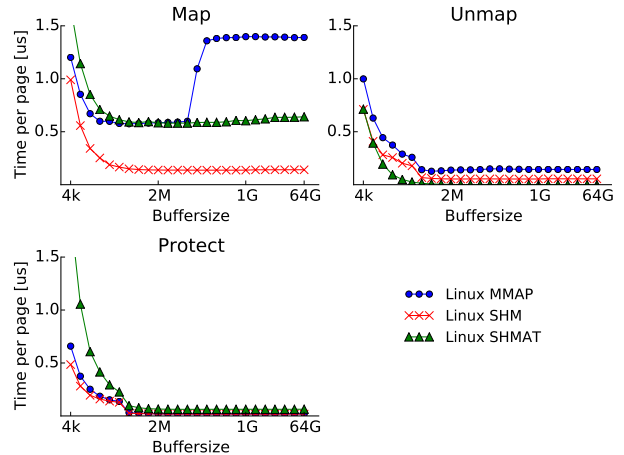 Map
Unmap
Time per page [us]
1.5
1.0
0.5
4k 2M 1G 64G
Buffersize
1.5
1.0
0.5
4k 2M 1G 64G
Buffersize
Protect
Time per page [us]
1.5
1.0
0.5
4k 2M 1G 64G
Buffersize
Linux MMAP
Linux SHM
Linux SHMAT